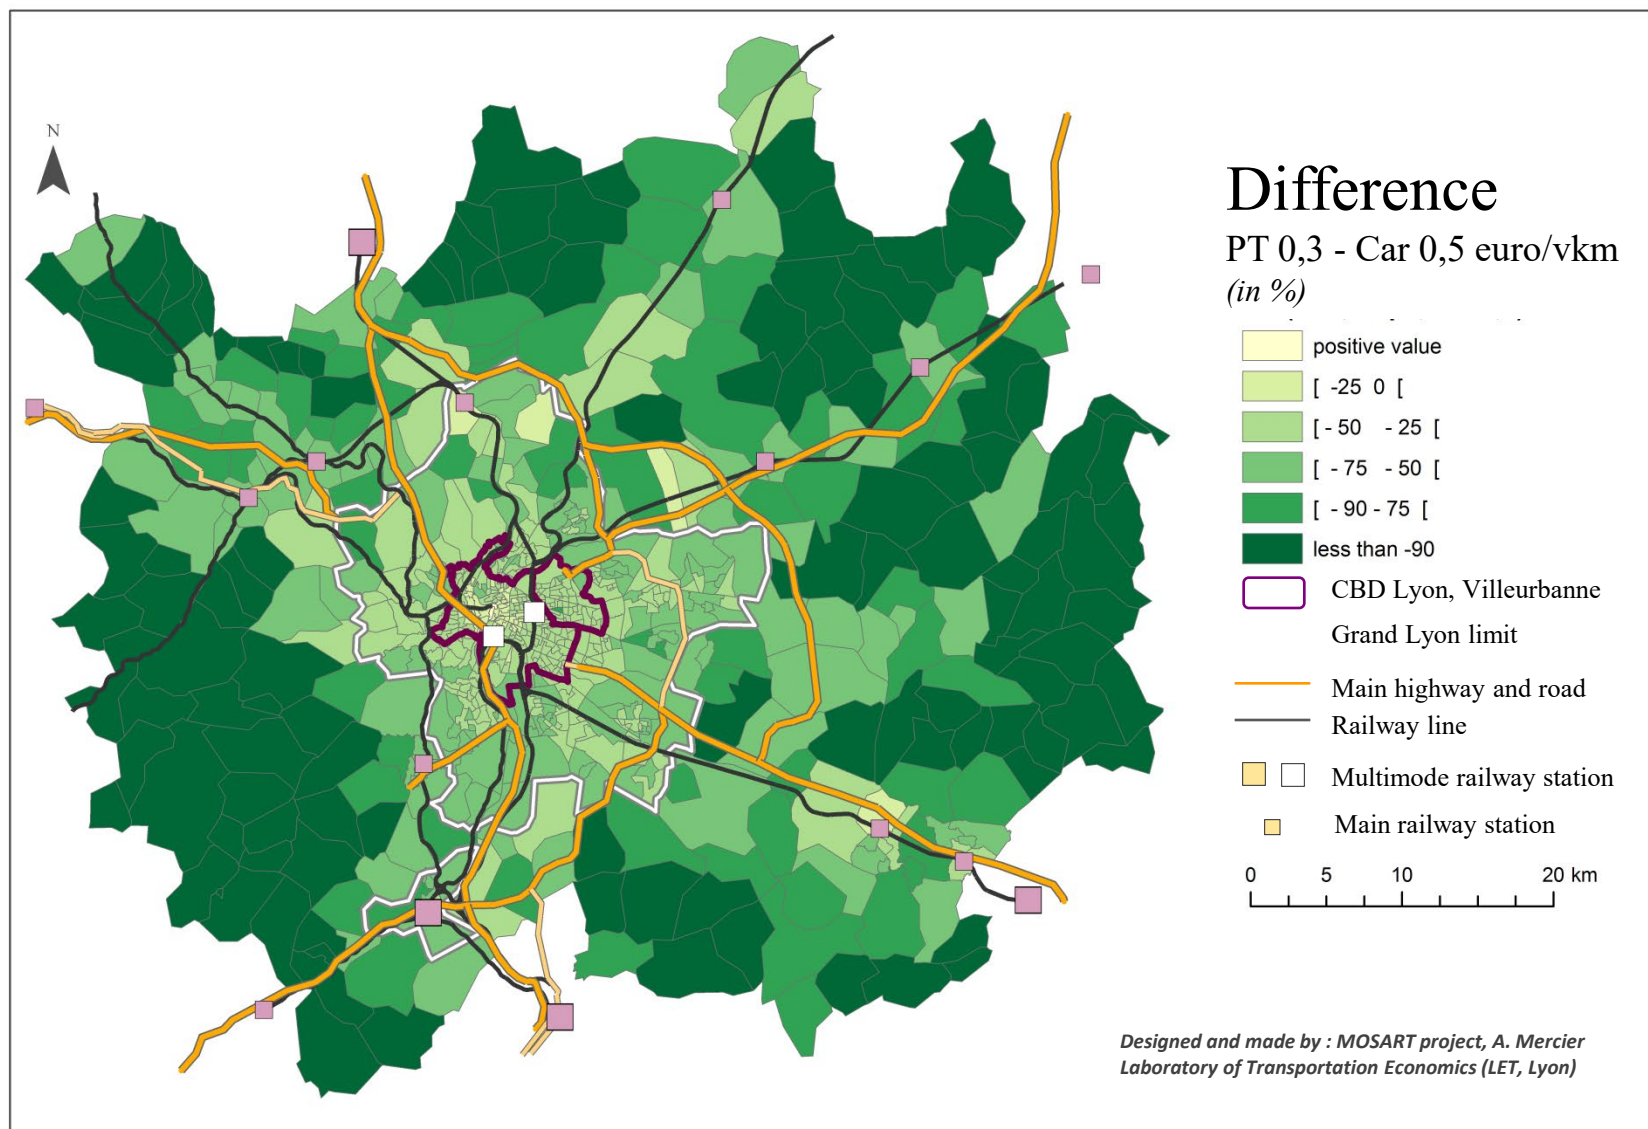 N
Difference
PT 0,3 - Car 0,5 euro/vkm
(in %)
positive value
[ -25 0 [
[ - 50 - 25 [
[ - 75 - 50 [
[ - 90 - 75 [
less than -90
CBD Lyon, Villeurbanne
Grand Lyon limit
Main highway and road
Railway line
Multimode railway station
Main railway station
0 5 10 20 km
Designed and made by : MOSART project, A. Mercier
Laboratory of Transportation Economics (LET, Lyon)